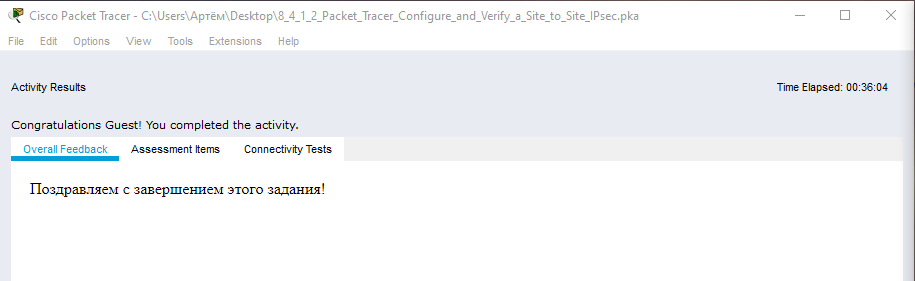 Cisco Packet Tracer - C:\Users\Артём\Desktop\8_4_1_2_Packet_Tracer_Configure_and_Verify_a_Site_to_Site_IPsec.pka
File Edit Options View Tools Extensions Help
Activity Results Time Elapsed: 00:36:04
Congratulations Guest! You completed the activity.
Overall Feedback Assessment Items Connectivity Tests
Поздравляем с завершением этого задания!